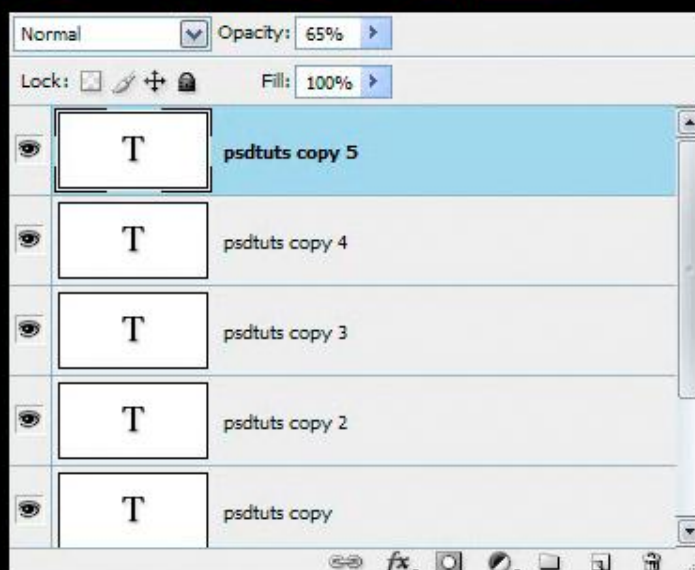 Normal Opacity: 65%
Lock: Fill: 100%
T psdtuts copy 5
T psdtuts copy 4
T psdtuts copy 3
T psdtuts copy 2
T psdtuts copy
fx